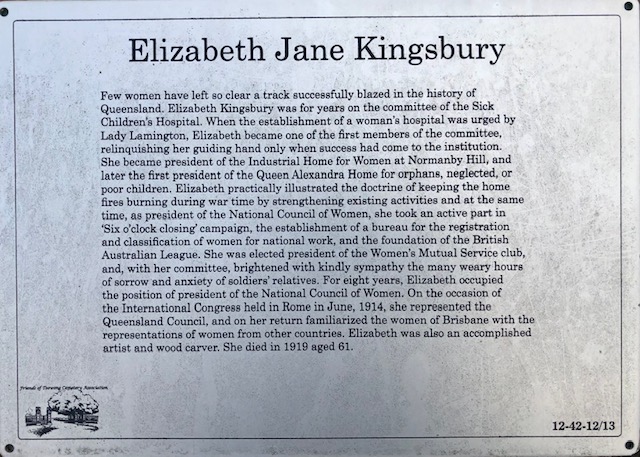 Elizabeth Jane Kingsbury
Few women have left so clear a track successfully blazed in the history of
Queensland. Elizabeth Kingsbury was for years on the committee of the Sick
Children's Hospital. When the establishment of a woman's hospital was urged by
Lady Lamington, Elizabeth became one of the first members of the committee,
relinquishing her guiding hand only when success had come to the institution.
She became president of the Industrial Home for Women at Normanby Hill, and
later the first president of the Queen Alexandra Home for orphans, neglected, or
poor children. Elizabeth practically illustrated the doctrine of keeping the home
fires burning during war time by strengthening existing activities and at the same
time, as president of the National Council of Women, she took an active part in
'Six o'clock closing' campaign, the establishment of a bureau for the registration
and classification of women for national work, and the foundation of the British
Australian League. She was elected president of the Women's Mutual Service club,
and, with her committee, brightened with kindly sympathy the many weary hours
of sorrow and anxiety of soldiers' relatives. For eight years, Elizabeth occupied
the position of president of the National Council of Women. On the occasion of
the International Congress held in Rome in June, 1914, she represented the
Queensland Council, and on her return familiarized the women of Brisbane with the
representations of women from other countries. Elizabeth was also an accomplished
artist and wood carver. She died in 1919 aged 61.
Friends of Toowong Cemetery Association
12-42-12/13